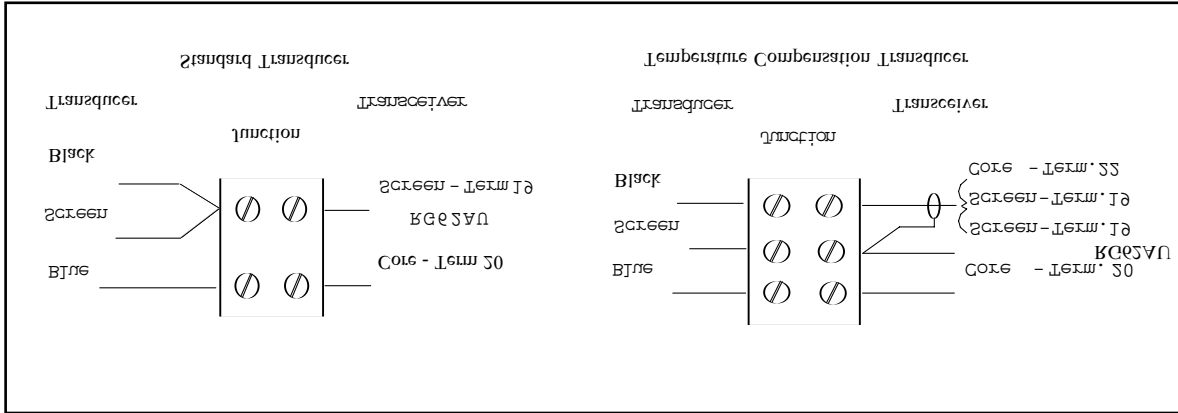 Standard Transducer
Transducer
Transceiver
Junction
Black
Screen
Blue
Screen - Term 19
RG62AU
Core - Term 20
Temperature Compensation Transducer
Transducer
Transceiver
Junction
Black
Screen
Blue
Core - Term. 22
Screen - Term. 19
Screen - Term. 19
RG62AU
Core - Term. 20